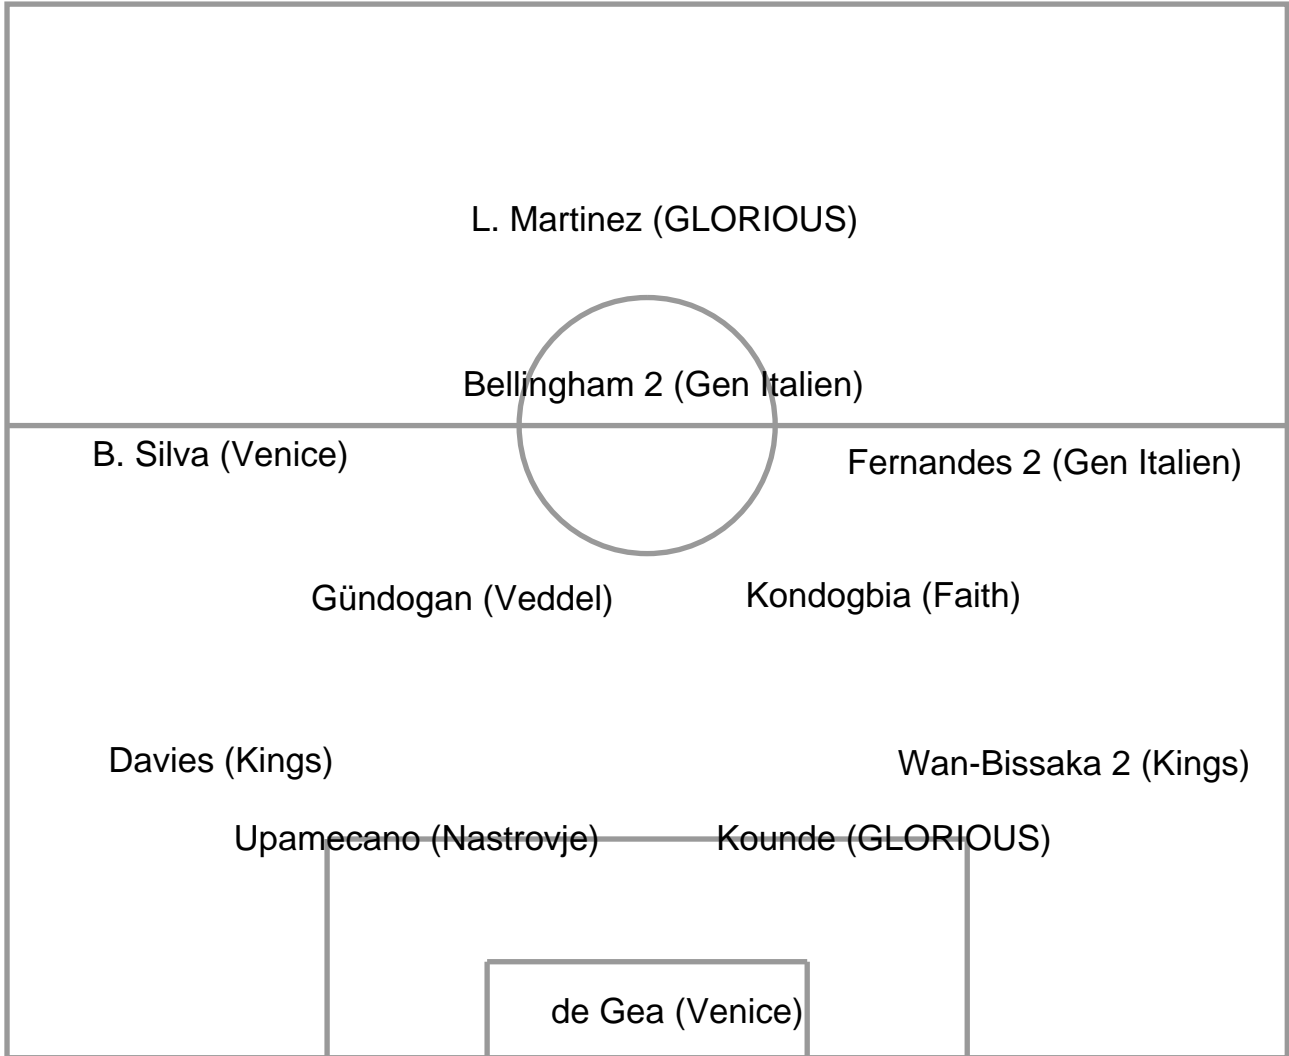 L. Martinez (GLORIOUS)
Bellingham 2 (Gen Italien)
B. Silva (Venice)
Fernandes 2 (Gen Italien)
Gündogan (Veddel)
Kondogbia (Faith)
Davies (Kings)
Wan-Bissaka 2 (Kings)
Upamecano (Nastrovje)
Kounde (GLORIOUS)
de Gea (Venice)